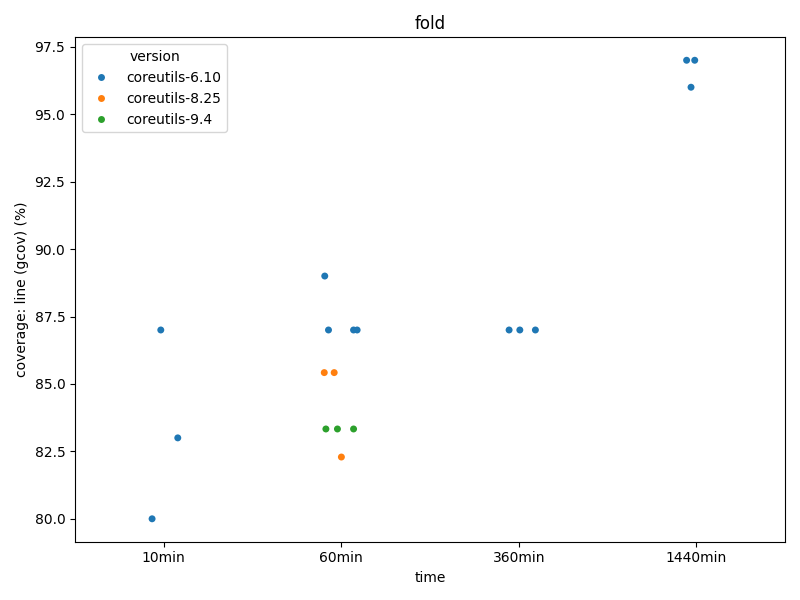 fold
version
coreutils-6.10
coreutils-8.25
coreutils-9.4
coverage: line (gcov) (%)
97.5
95.0
92.5
90.0
87.5
85.0
82.5
80.0
10min
60min
360min
1440min
time